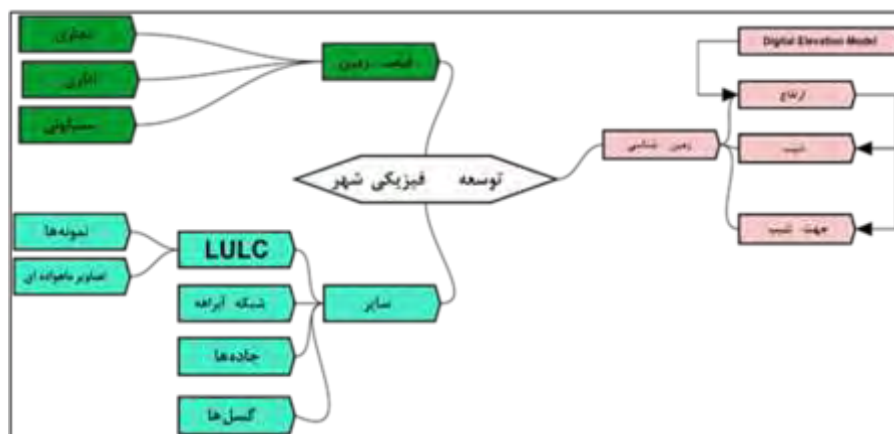 Digital Elevation Model
ارتفاع
شیب
جهت شیب
زمین شناسی
توسعه فیزیکی شهر
قیمت زمین
تجاری
اداری
مسکونی
سایر
LULC
نمونه‌ها
تصاویر ماهواده ای
شبکه آبراهه
جاده‌ها
گسل‌ها